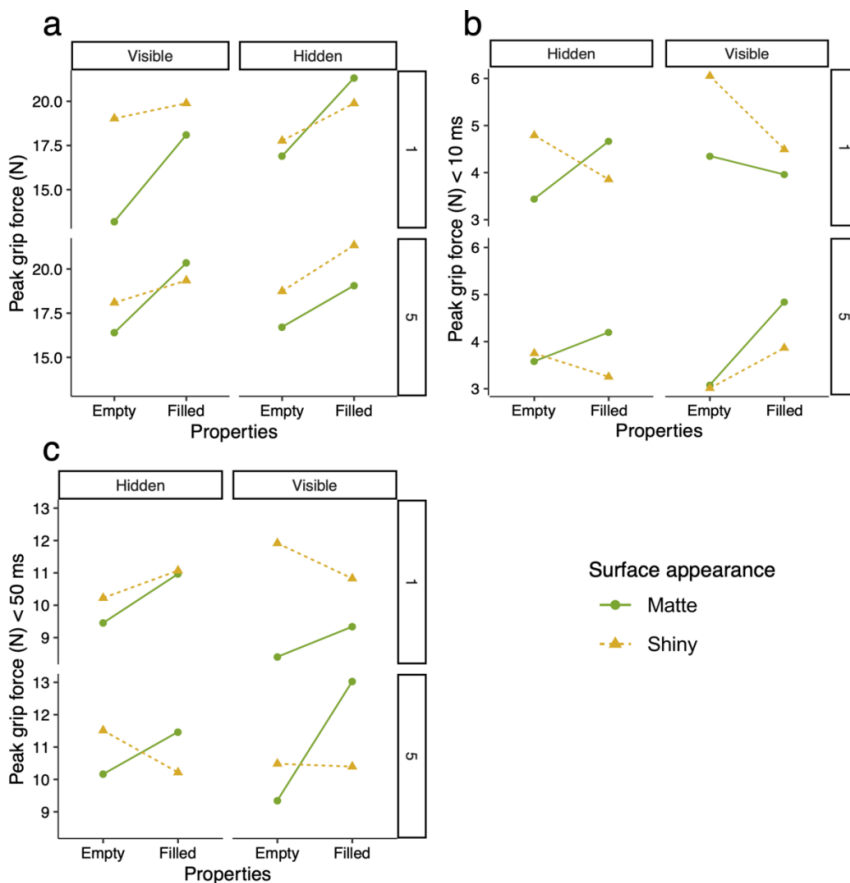 a
Visible
Hidden
Peak grip force (N)
20.0
17.5
15.0
1
20.0
17.5
15.0
5
Empty
Filled
Empty
Filled
Properties
b
Hidden
Visible
Peak grip force (N) < 10 ms
6
5
4
3
1
6
5
4
3
5
Empty
Filled
Empty
Filled
Properties
c
Hidden
Visible
Peak grip force (N) < 50 ms
13
12
11
10
9
1
13
12
11
10
9
5
Empty
Filled
Empty
Filled
Properties
Surface appearance
Matte
Shiny